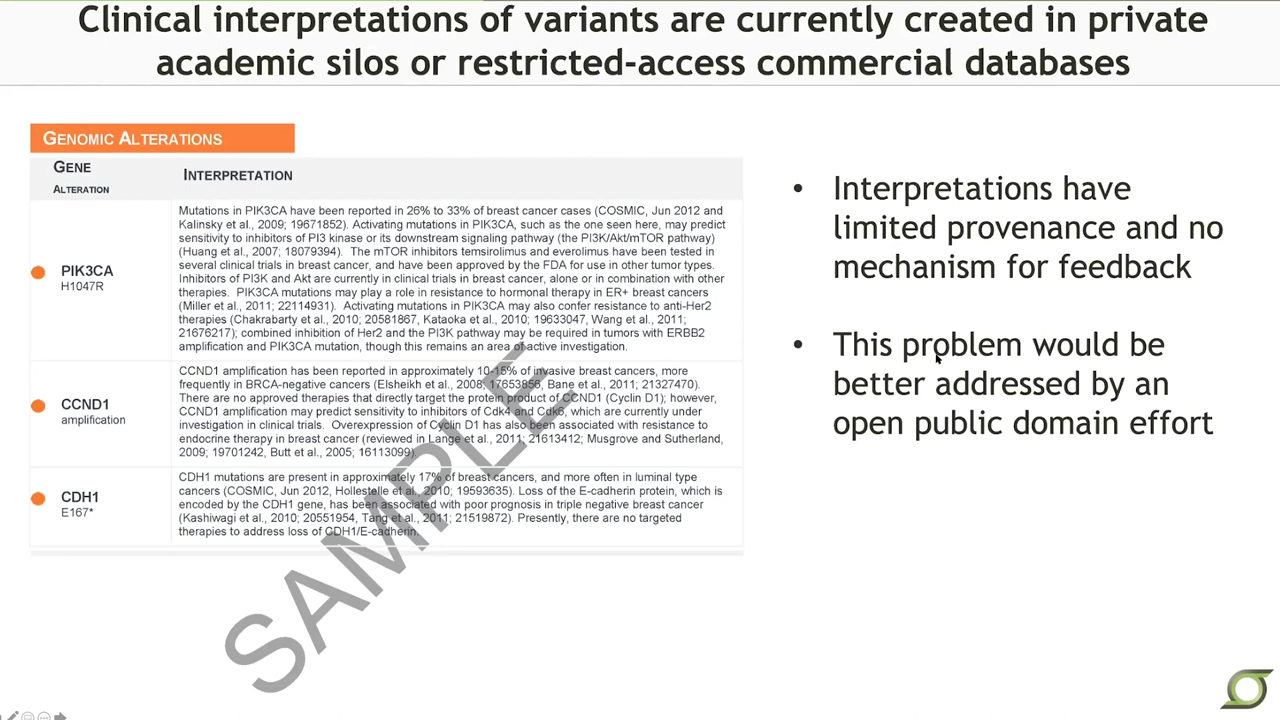 Clinical interpretations of variants are currently created in private
academic silos or restricted-access commercial databases
GENOMIC ALTERATIONS
GENE
ALTERATION
INTERPRETATION
PIK3CA
H1047R
Mutations in PIK3CA have been reported in 26% to 33% of breast cancer cases (COSMIC, Jun 2012 and
Kalinsky et al., 2009; 19671852). Activating mutations in PIK3CA, such as the one seen here, may predict
sensitivity to inhibitors of PI3 kinase or its downstream signaling pathway (the PI3K/Akt/mTOR pathway)
(Huang et al., 2007; 18079394). The mTOR inhibitors temsirolimus and everolimus have been tested in
several clinical trials in breast cancer, and have been approved by the FDA for use in other tumor types.
Inhibitors of PI3K and Akt are currently in clinical trials in breast cancer, alone or in combination with other
therapies. PIK3CA mutations may play a role in resistance to hormonal therapy in ER+ breast cancers
(Miller et al., 2011; 22114931). Activating mutations in PIK3CA may also confer resistance to anti-Her2
therapies (Chakrabarty et al., 2010; 20581867, Kataoka et al., 2010; 19633047, Wang et al., 2011;
21676217); combined inhibition of Her2 and the PI3K pathway may be required in tumors with ERBB2
amplification and PIK3CA mutation, though this remains an area of active investigation.
CCND1
amplification
CCND1 amplification has been reported in approximately 10-15% of invasive breast cancers, more
frequently in BRCA-negative cancers (Elsheikh et al., 2008; 17653856, Bane et al., 2011; 21327470).
There are no approved therapies that directly target the protein product of CCND1 (Cyclin D1); however,
CCND1 amplification may predict sensitivity to inhibitors of Cdk4 and Cdk6, which are currently under
investigation in clinical trials. Overexpression of Cyclin D1 has also been associated with resistance to
endocrine therapy in breast cancer (reviewed in Lange et al., 2011; 21613412; Musgrove and Sutherland,
2009; 19701242, Butt et al., 2005; 16113099).
CDH1
E167*
CDH1 mutations are present in approximately 17% of breast cancers, and more often in luminal type
cancers (COSMIC, Jun 2012, Hollestelle et al., 2010; 19593635). Loss of the E-cadherin protein, which is
encoded by the CDH1 gene, has been associated with poor prognosis in triple negative breast cancer
(Kashiwagi et al., 2010; 20551954, Tang et al., 2011; 21519872). Presently, there are no targeted
therapies to address loss of CDH1/E-cadherin.
SAMPLE
• Interpretations have
limited provenance and no
mechanism for feedback
• This problem would be
better addressed by an
open public domain effort